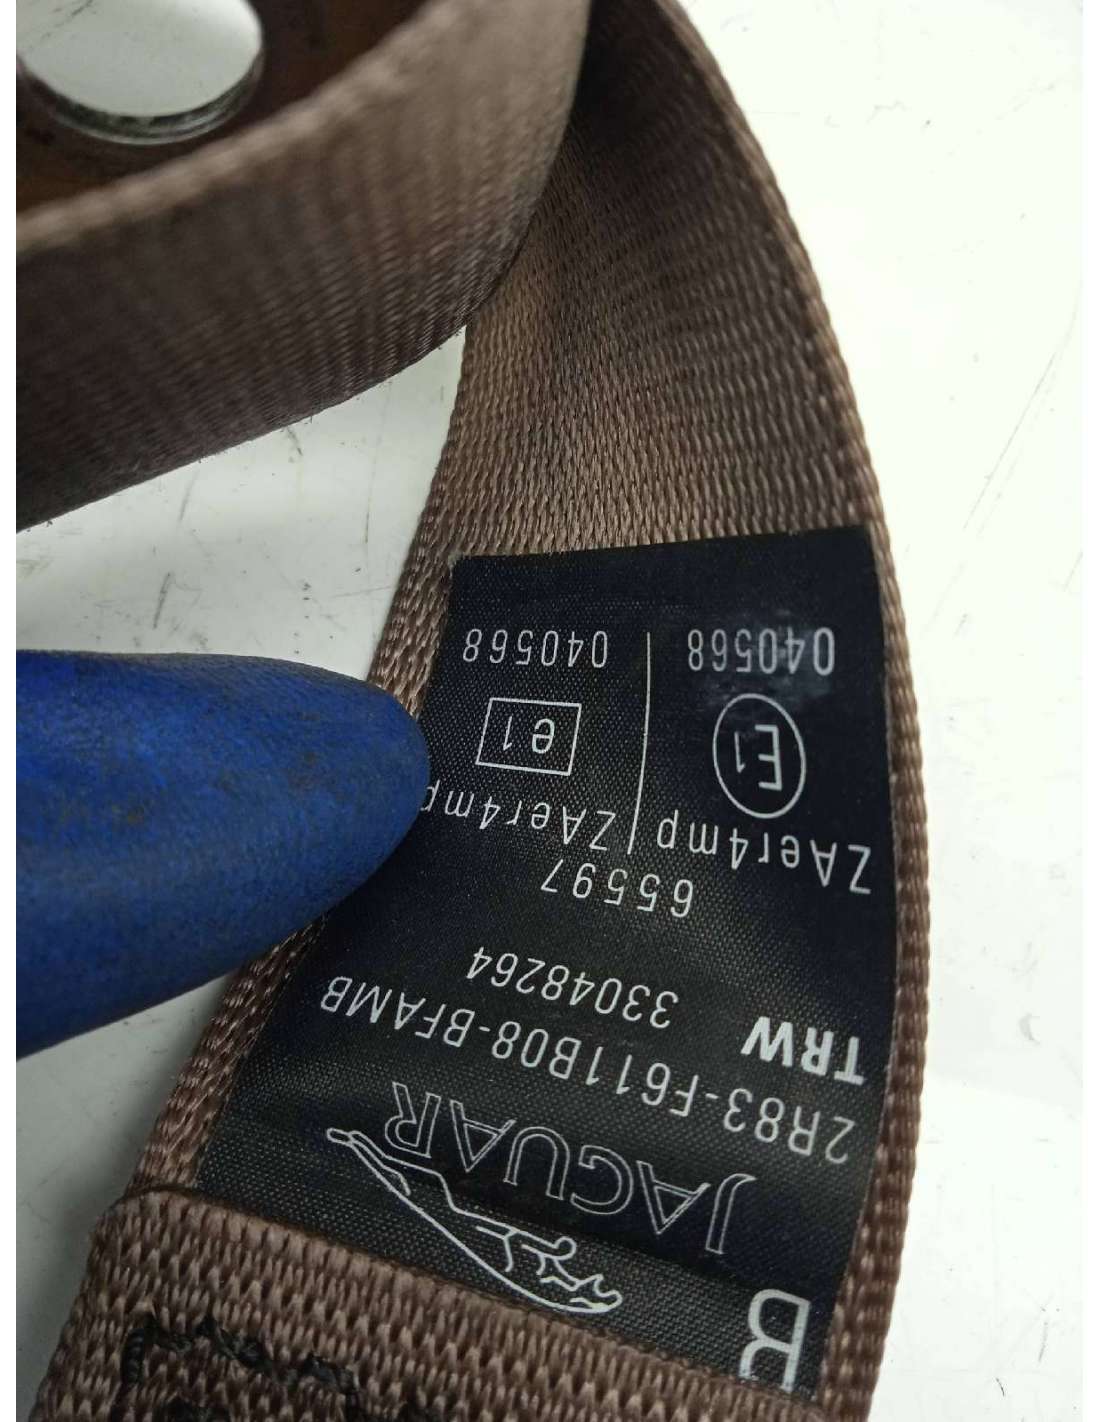 B
JAGUAR
2R83-F611B08-BFAMB
TRW 33048264
65597
ZAer4mp ZAer4mp
E1 e1
040568 040568